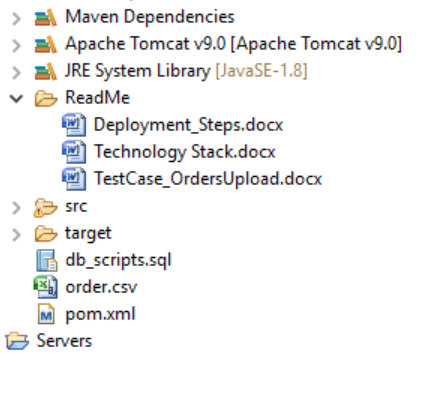 Maven Dependencies
Apache Tomcat v9.0 [Apache Tomcat v9.0]
JRE System Library [JavaSE-1.8]
ReadMe
Deployment_Steps.docx
Technology Stack.docx
TestCase_OrdersUpload.docx
src
target
db_scripts.sql
order.csv
pom.xml
Servers